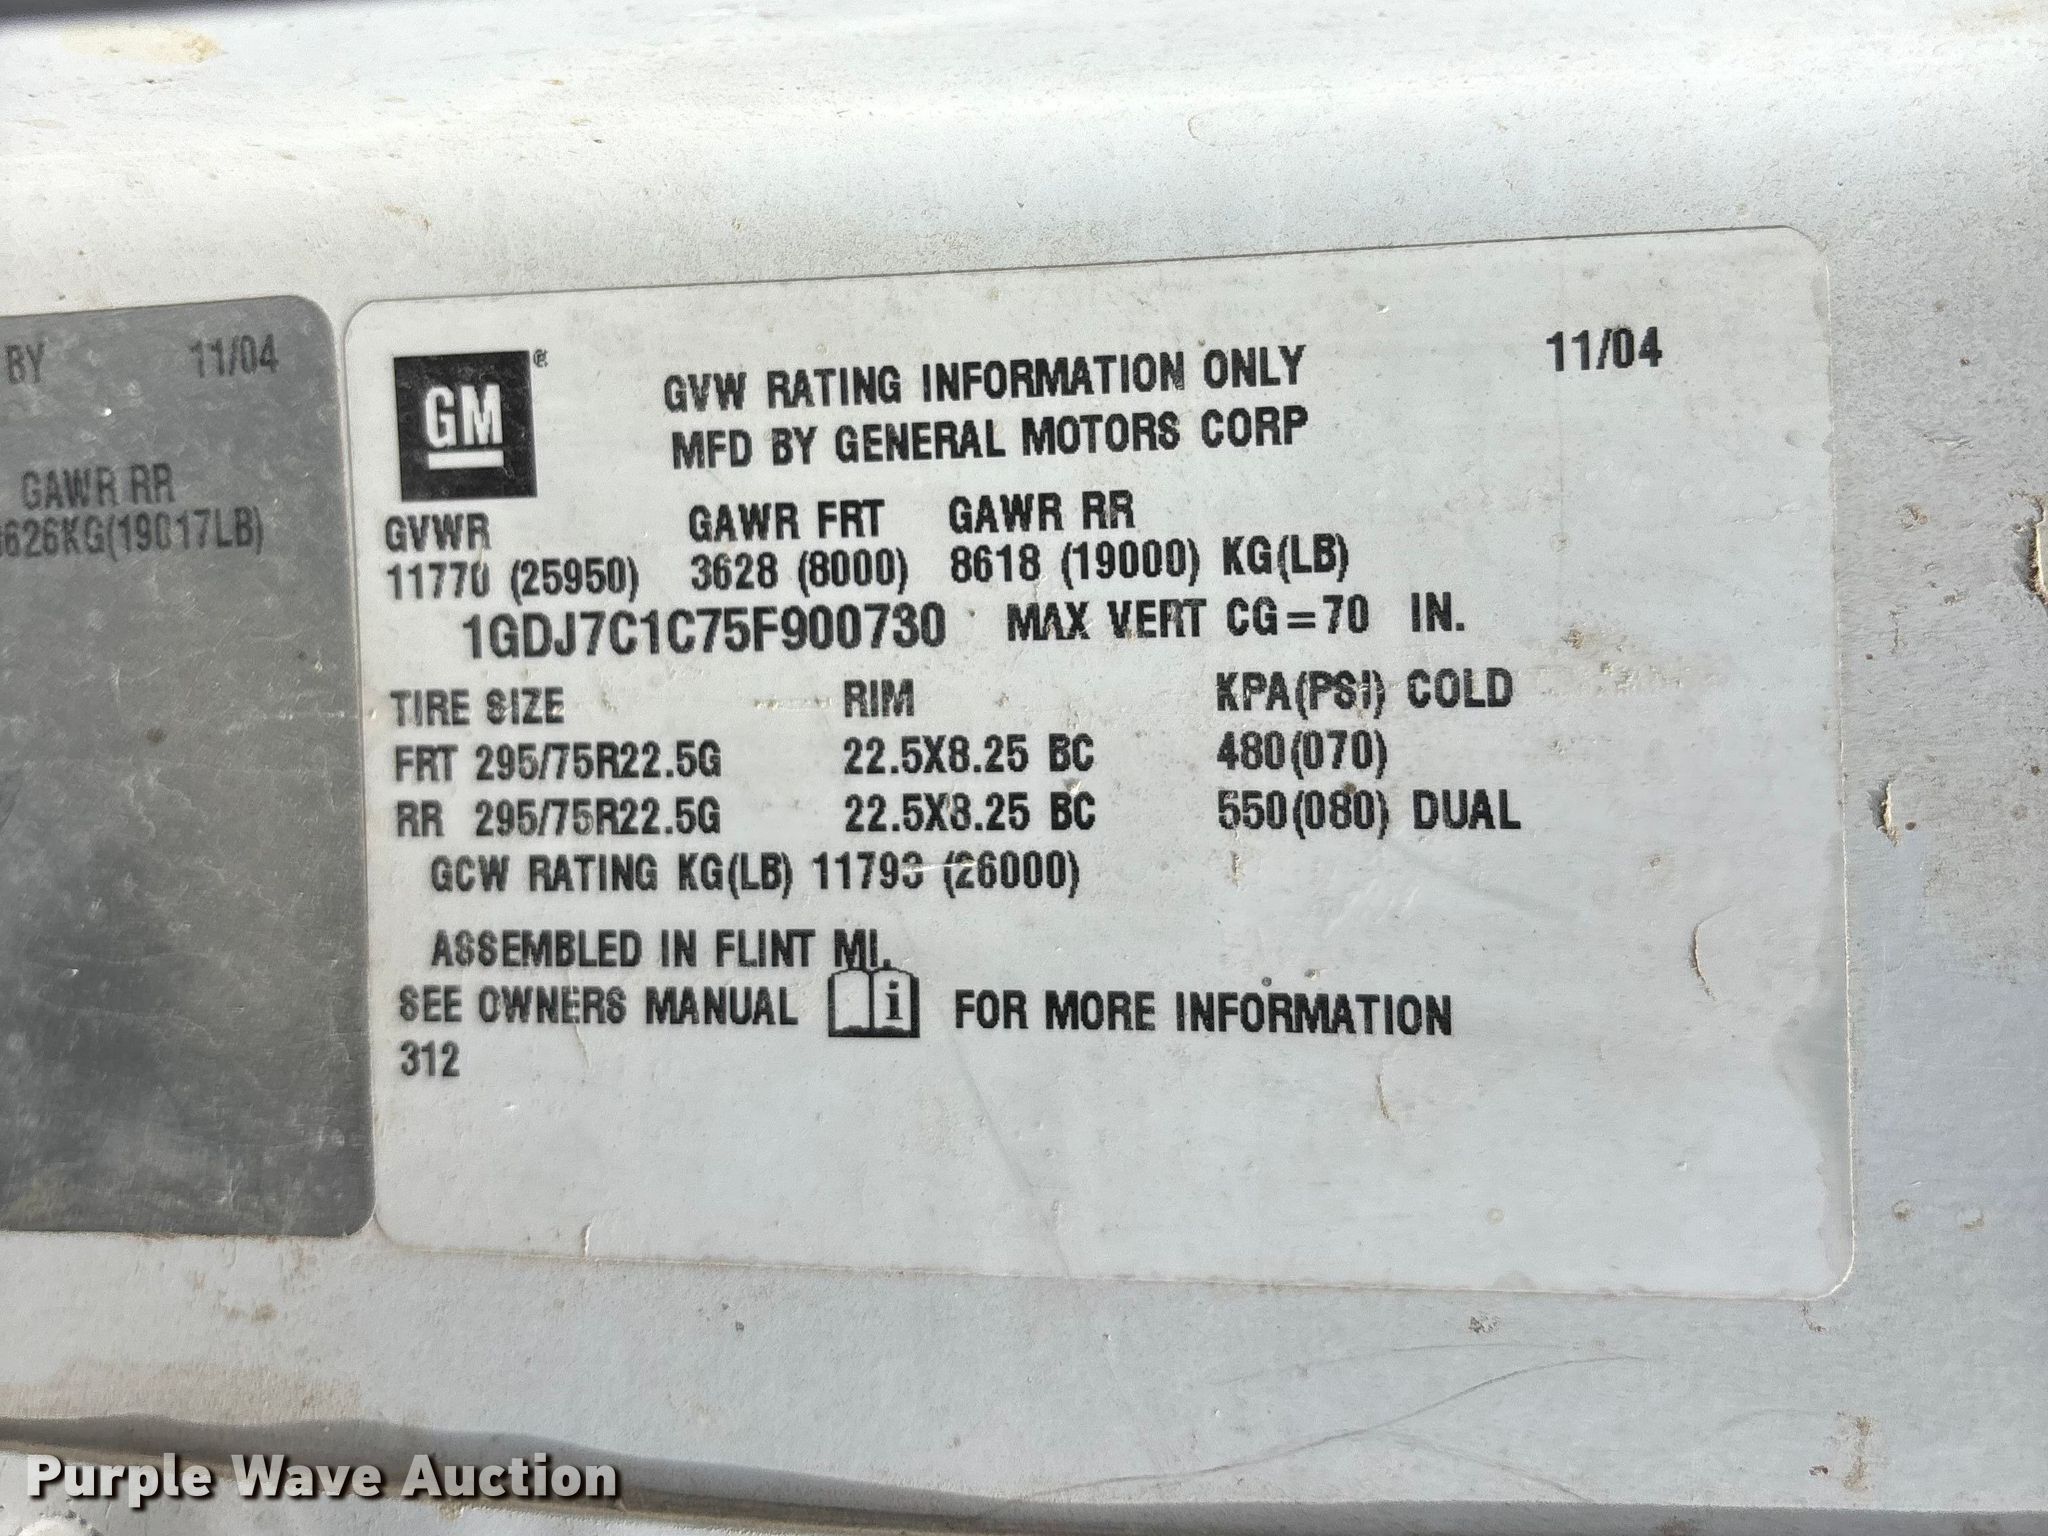 BY 11/04
GAWR RR
8626KG(19017LB)
GM
GVW RATING INFORMATION ONLY 11/04
MFD BY GENERAL MOTORS CORP
GVWR GAWR FRT GAWR RR
11770 (25950) 3628 (8000) 8618 (19000) KG(LB)
1GDJ7C1C75F900730 MAX VERT CG=70 IN.
TIRE SIZE RIM KPA(PSI) COLD
FRT 295/75R22.5G 22.5X8.25 BC 480(070)
RR 295/75R22.5G 22.5X8.25 BC 550(080) DUAL
GCW RATING KG(LB) 11793 (26000)
ASSEMBLED IN FLINT MI.
SEE OWNERS MANUAL i FOR MORE INFORMATION
312
Purple Wave Auction